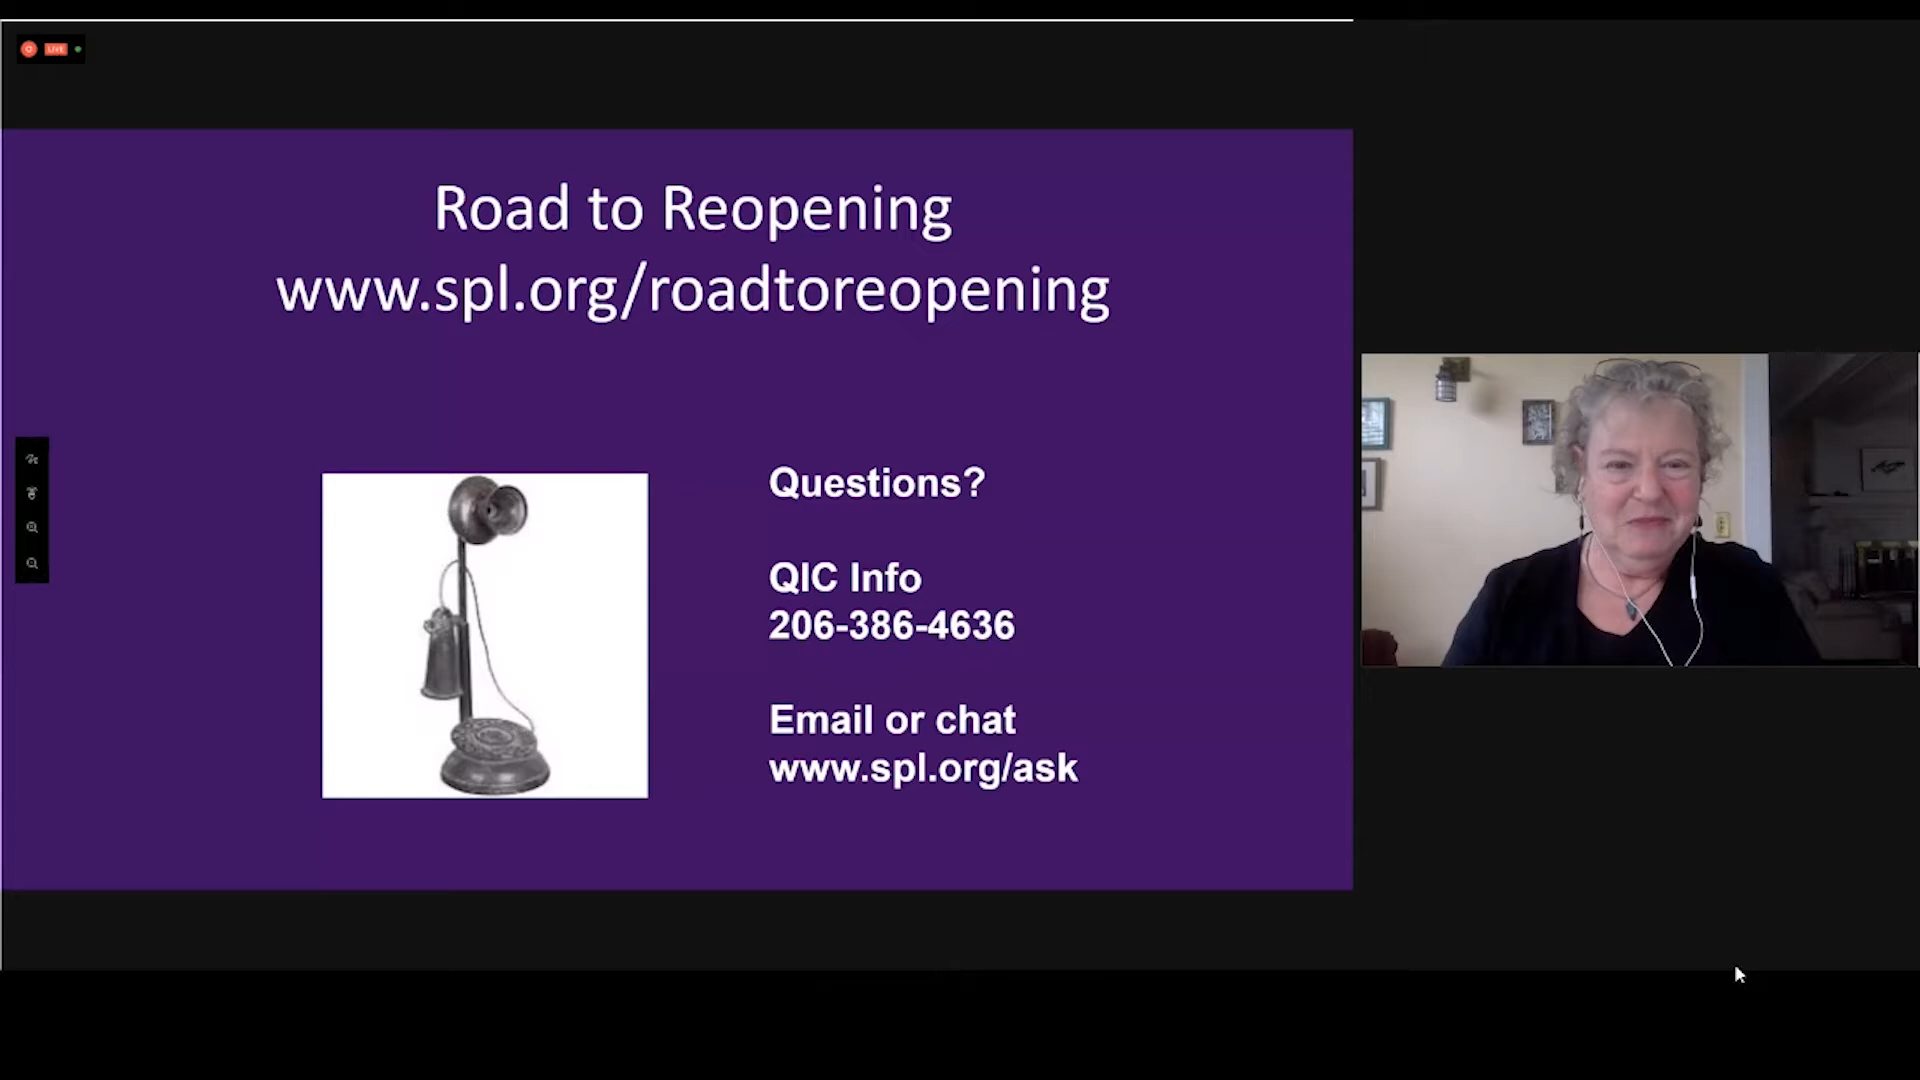 LIVE
Road to Reopening
www.spl.org/roadtoreopening
Questions?
QIC Info
206-386-4636
Email or chat
www.spl.org/ask